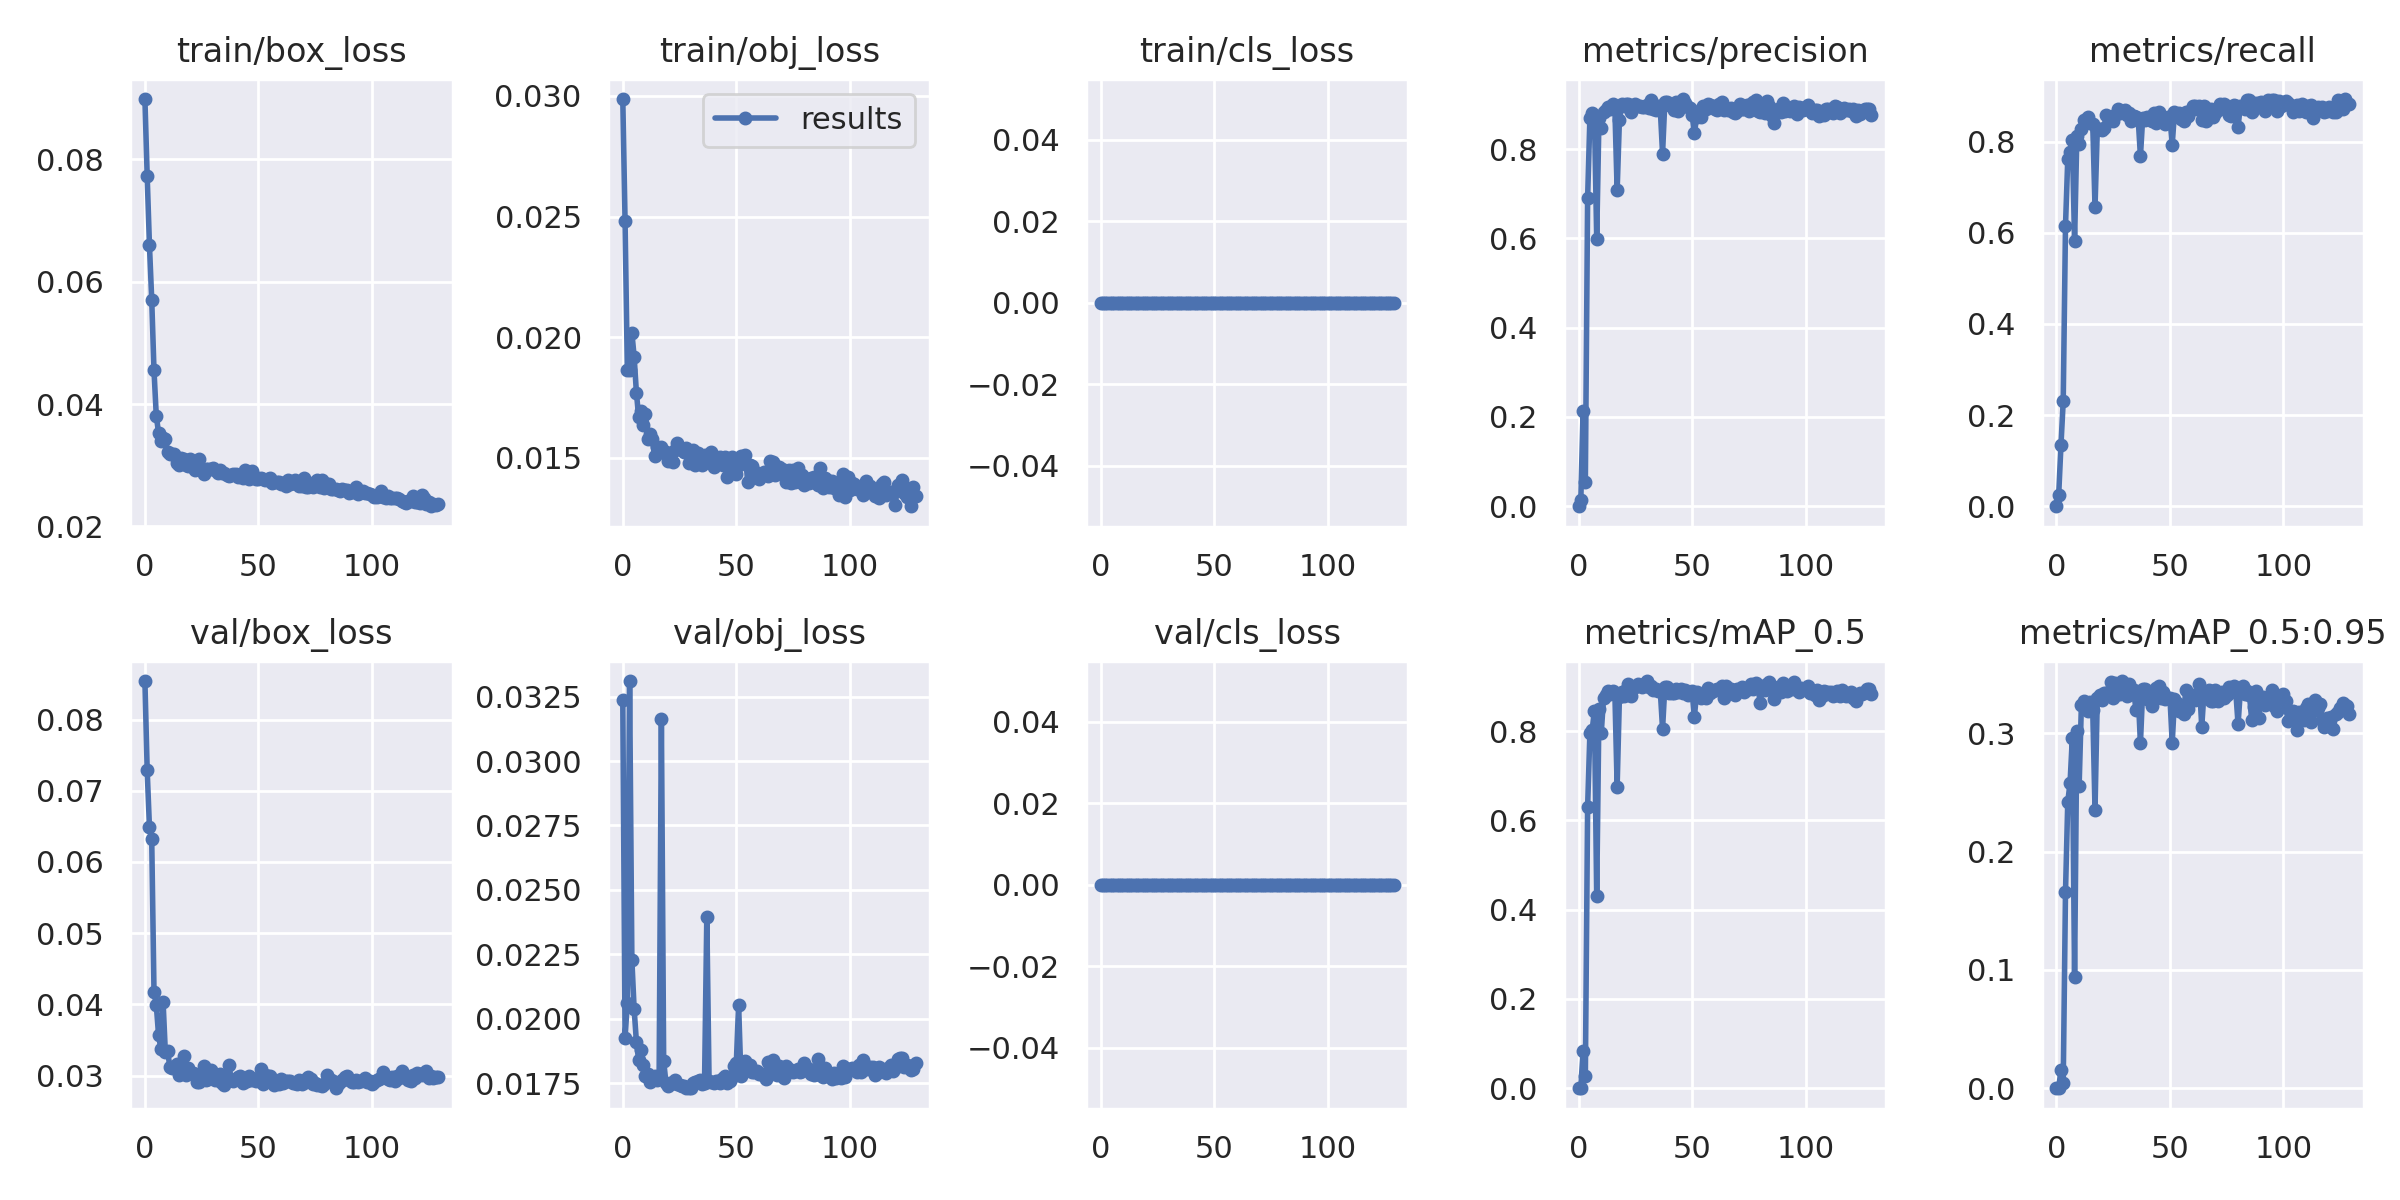 train/box_loss
train/obj_loss
train/cls_loss
metrics/precision
metrics/recall
0.08
0.06
0.04
0.02
0 50 100
results
0.030
0.025
0.020
0.015
0 50 100
0.04
0.02
0.00
−0.02
−0.04
0 50 100
0.8
0.6
0.4
0.2
0.0
0 50 100
0.8
0.6
0.4
0.2
0.0
0 50 100
val/box_loss
val/obj_loss
val/cls_loss
metrics/mAP_0.5
metrics/mAP_0.5:0.95
0.08
0.07
0.06
0.05
0.04
0.03
0 50 100
0.0325
0.0300
0.0275
0.0250
0.0225
0.0200
0.0175
0 50 100
0.04
0.02
0.00
−0.02
−0.04
0 50 100
0.8
0.6
0.4
0.2
0.0
0 50 100
0.3
0.2
0.1
0.0
0 50 100